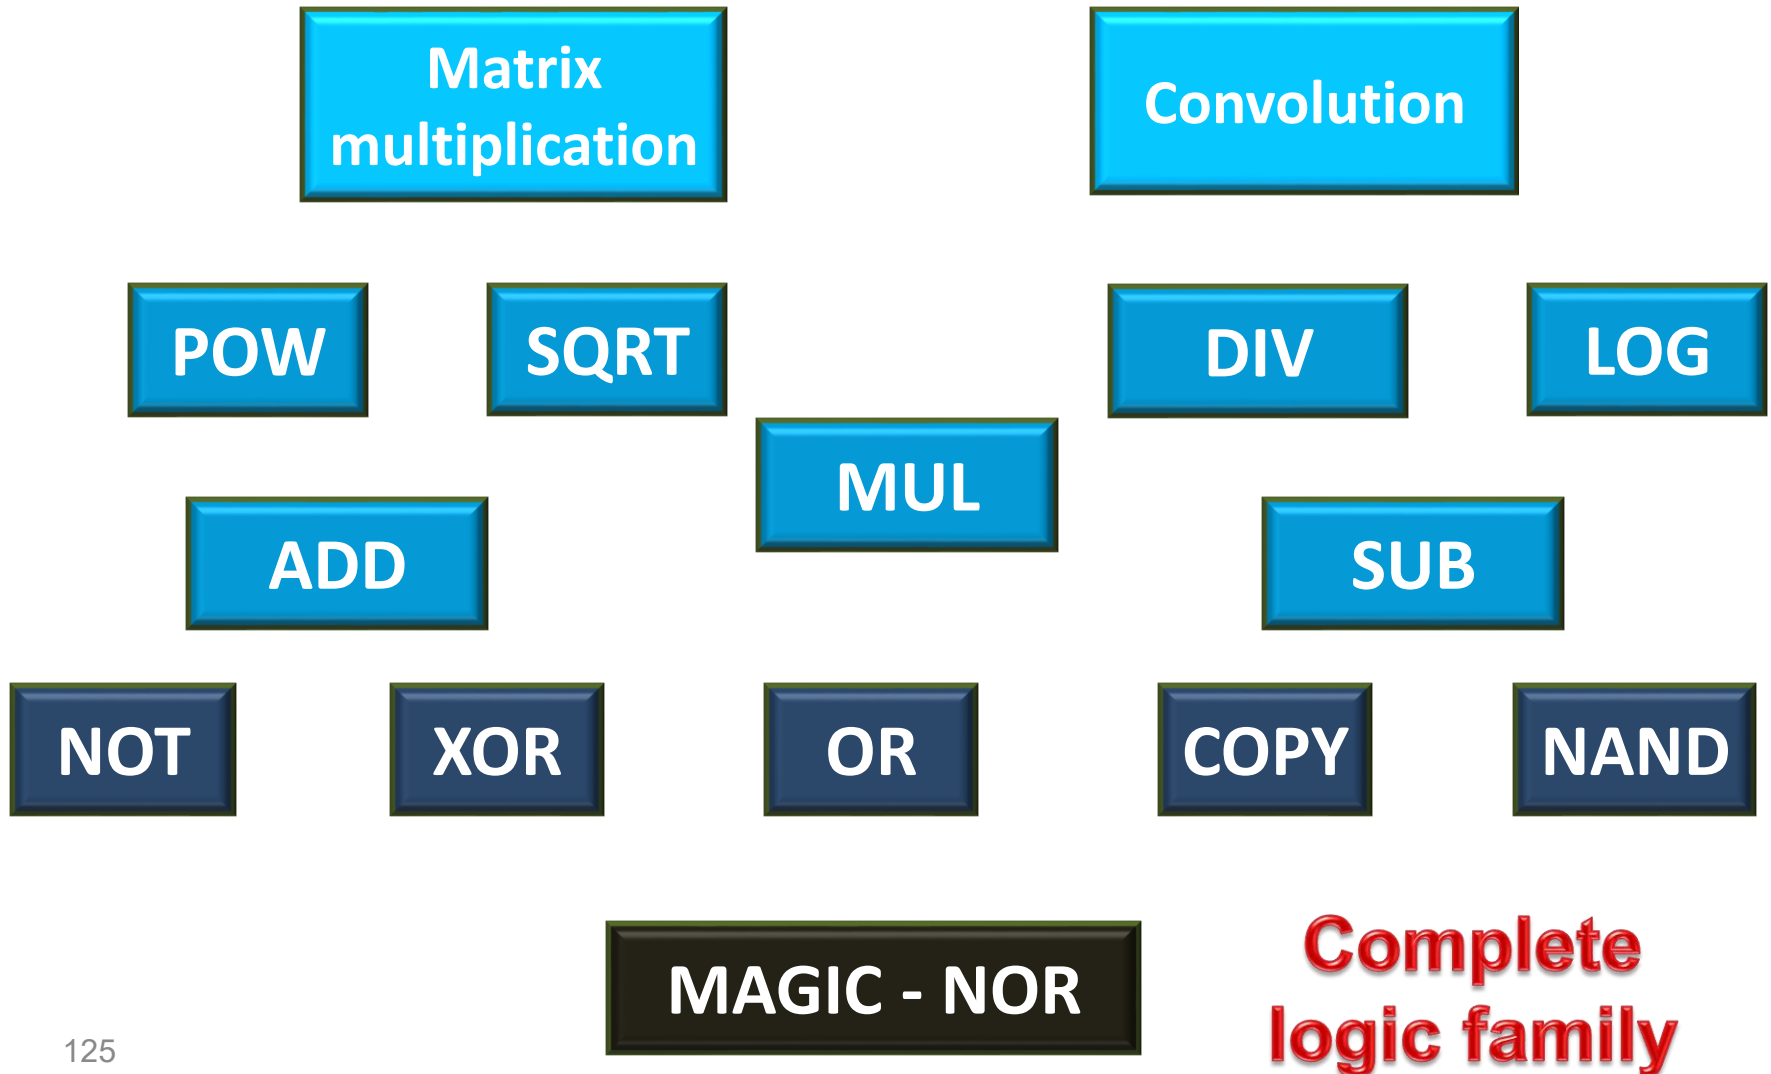 Matrix
multiplication
Convolution
POW
SQRT
DIV
LOG
MUL
ADD
SUB
NOT
XOR
OR
COPY
NAND
MAGIC - NOR
Complete
logic family
125